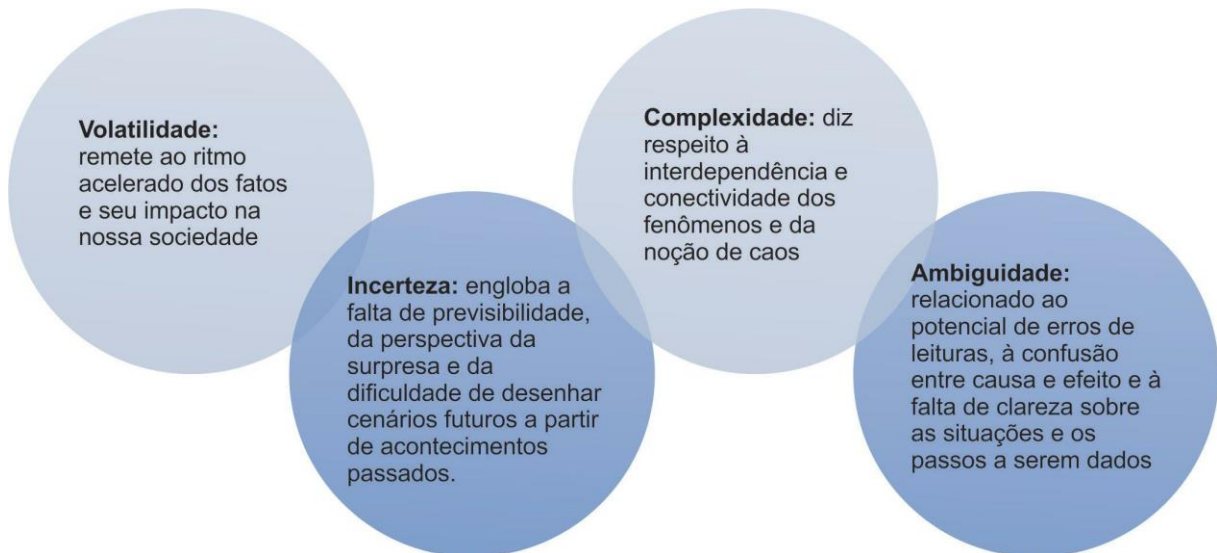 Volatilidade:
remete ao ritmo
acelerado dos fatos
e seu impacto na
nossa sociedade
Incerteza: engloba a
falta de previsibilidade,
da perspectiva da
surpresa e da
dificuldade de desenhar
cenários futuros a partir
de acontecimentos
passados.
Complexidade: diz
respeito à
interdependência e
conectividade dos
fenômenos e da
noção de caos
Ambiguidade:
relacionado ao
potencial de erros de
leituras, à confusão
entre causa e efeito e à
falta de clareza sobre
as situações e os
passos a serem dados